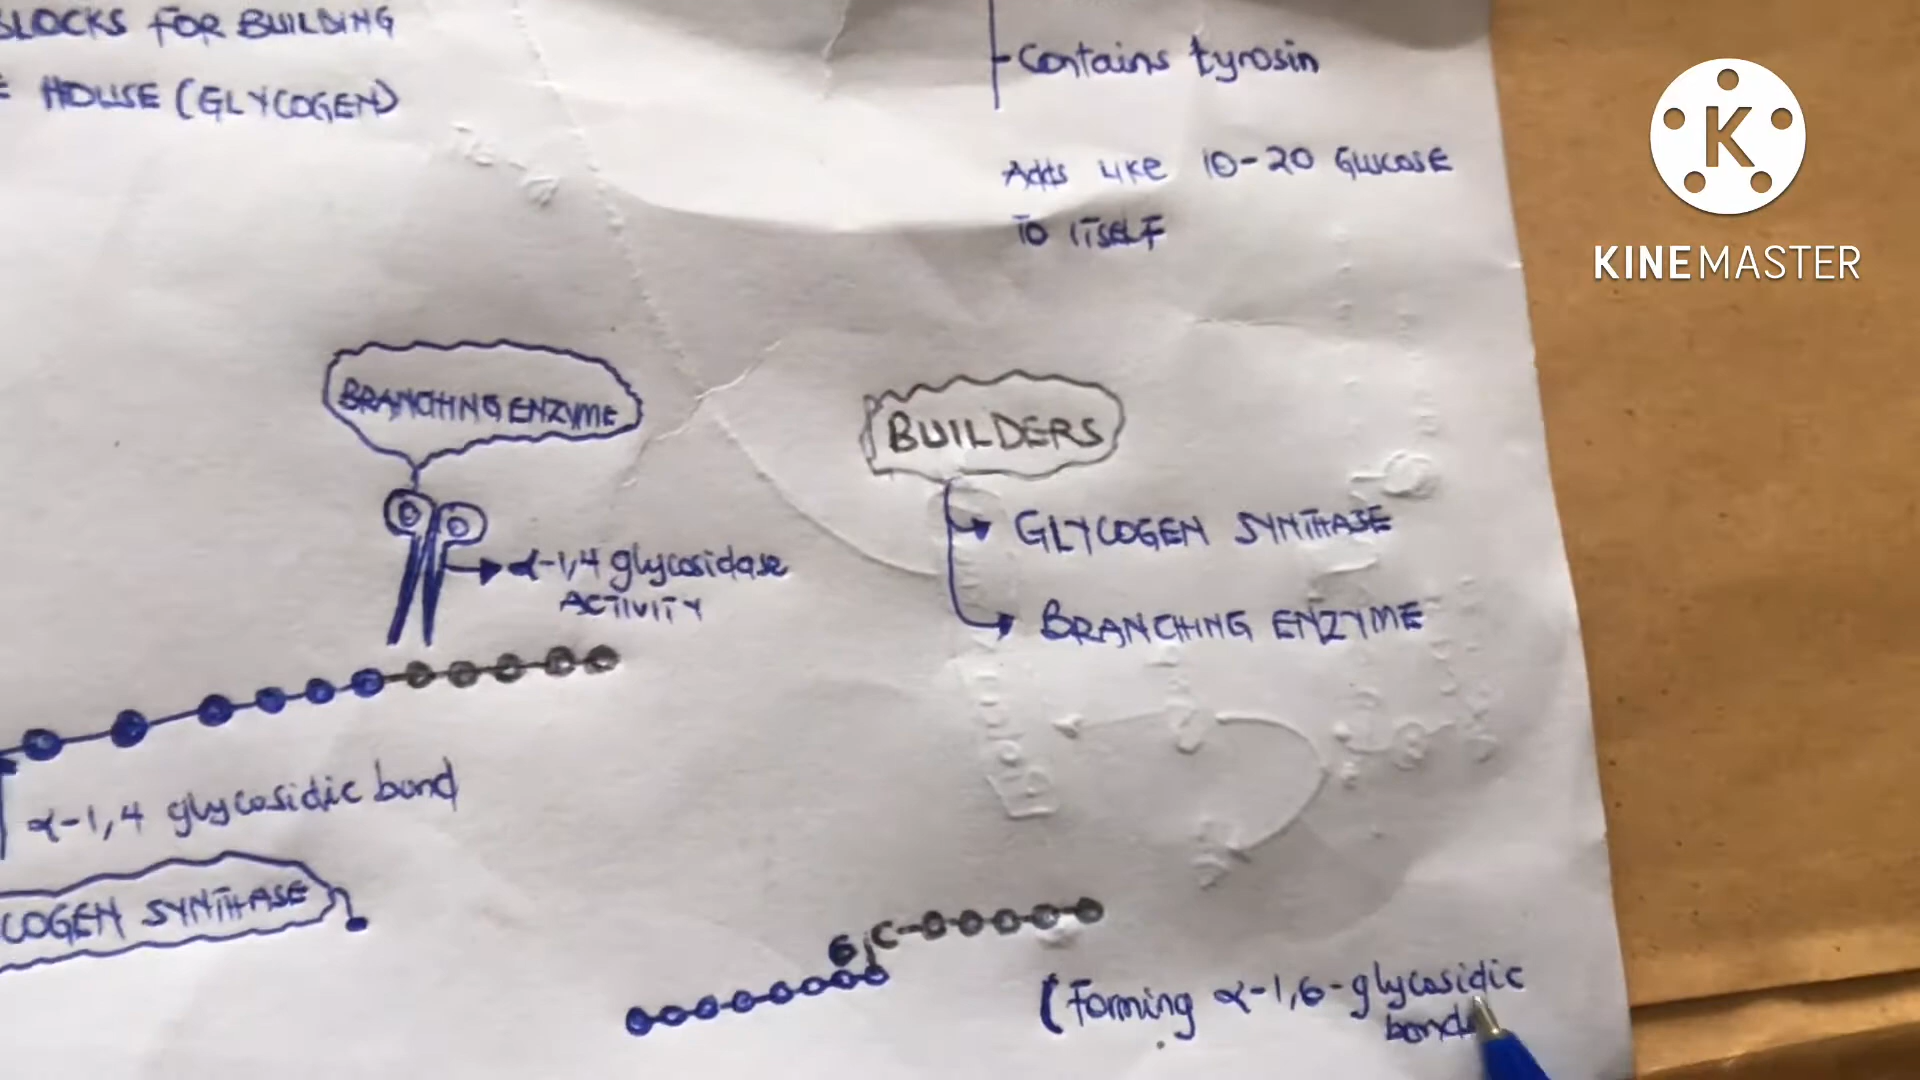 BLOCKS FOR BUILDING
HOUSE (GLYCOGEN)
Contains tyrosin
Adds like 10-20 GLUCOSE
TO ITSELF
BRANCHING ENZYME
α-1,4 glycosidase
ACTIVITY
BUILDERS
GLYCOGEN SYNTHASE
BRANCHING ENZYME
α-1,4 glycosidic bond
COGEN SYNTHASE
6 C
(Forming α-1,6-glycosidic
bond
K
KINEMASTER